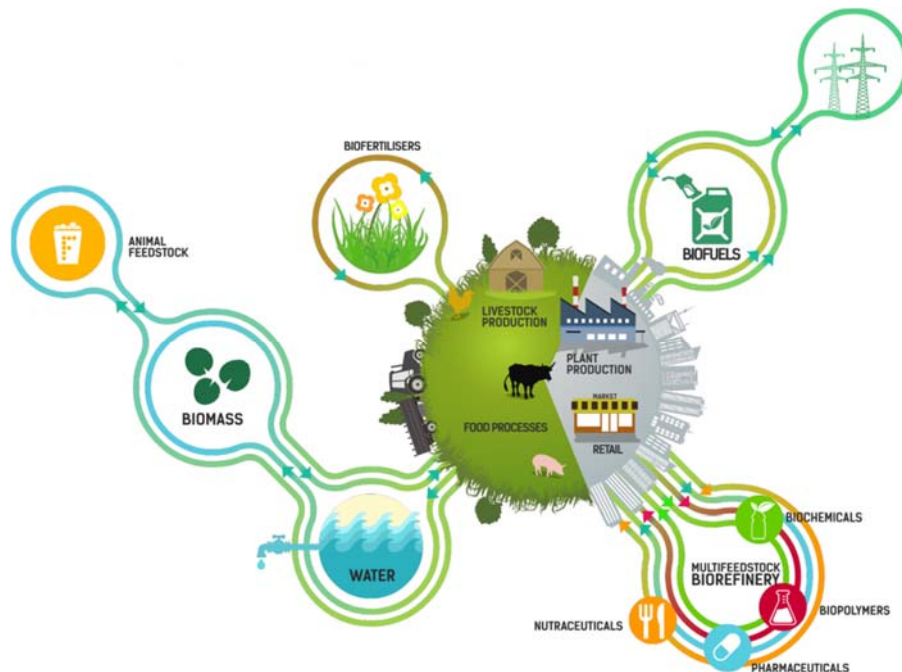 BIOFERTILISERS
ANIMAL
FEEDSTOCK
BIOFUELS
LIVESTOCK
PRODUCTION
PLANT
PRODUCTION
BIOMASS
MARKET
FOOD PROCESSES
RETAIL
WATER
BIOCHEMICALS
MULTIFEEDSTOCK
BIOREFINERY
BIOPOLYMERS
NUTRACEUTICALS
PHARMACEUTICALS